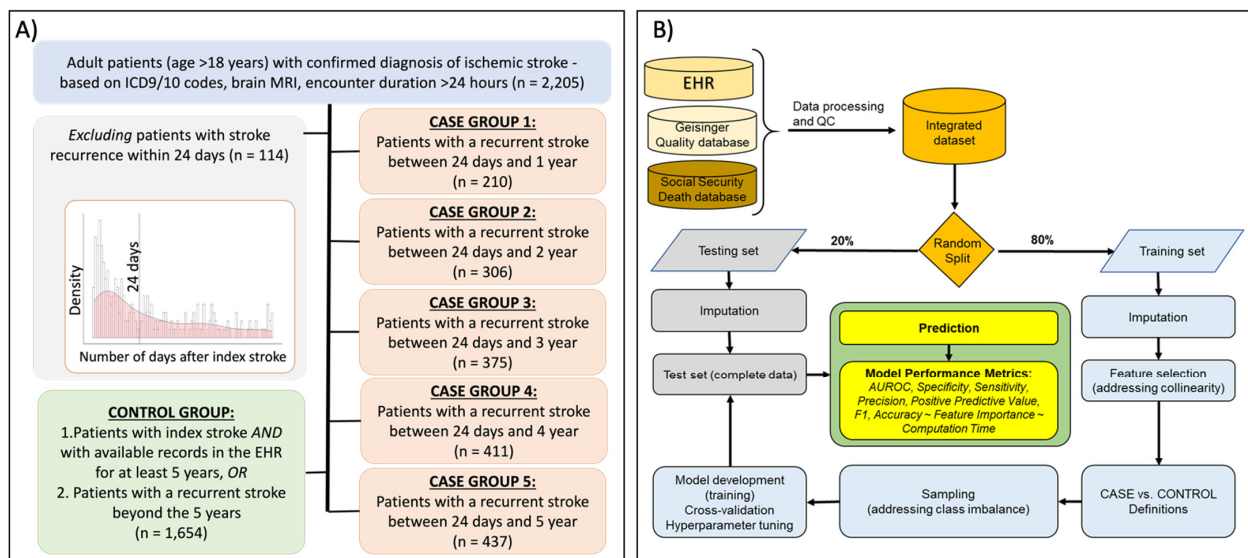 A)
Adult patients (age >18 years) with confirmed diagnosis of ischemic stroke -
based on ICD9/10 codes, brain MRI, encounter duration >24 hours (n = 2,205)
Excluding patients with stroke
recurrence within 24 days (n = 114)
Density
24 days
Number of days after index stroke
CONTROL GROUP:
1.Patients with index stroke AND
with available records in the EHR
for at least 5 years, OR
2. Patients with a recurrent stroke
beyond the 5 years
(n = 1,654)
CASE GROUP 1:
Patients with a recurrent stroke
between 24 days and 1 year
(n = 210)
CASE GROUP 2:
Patients with a recurrent stroke
between 24 days and 2 year
(n = 306)
CASE GROUP 3:
Patients with a recurrent stroke
between 24 days and 3 year
(n = 375)
CASE GROUP 4:
Patients with a recurrent stroke
between 24 days and 4 year
(n = 411)
CASE GROUP 5:
Patients with a recurrent stroke
between 24 days and 5 year
(n = 437)
B)
EHR
Geisinger
Quality database
Social Security
Death database
Data processing
and QC
Integrated
dataset
Random
Split
20%
80%
Testing set
Imputation
Test set (complete data)
Training set
Imputation
Feature selection
(addressing collinearity)
CASE vs. CONTROL
Definitions
Sampling
(addressing class imbalance)
Model development
(training)
Cross-validation
Hyperparameter tuning
Prediction
Model Performance Metrics:
AUROC, Specificity, Sensitivity,
Precision, Positive Predictive Value,
F1, Accuracy ~ Feature Importance ~
Computation Time